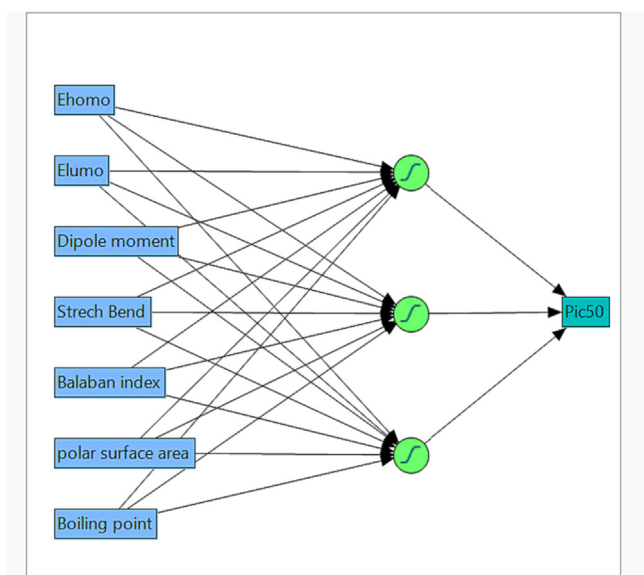 Ehomo
Elumo
Dipole moment
Strech Bend
Balaban index
polar surface area
Boiling point
Pic50